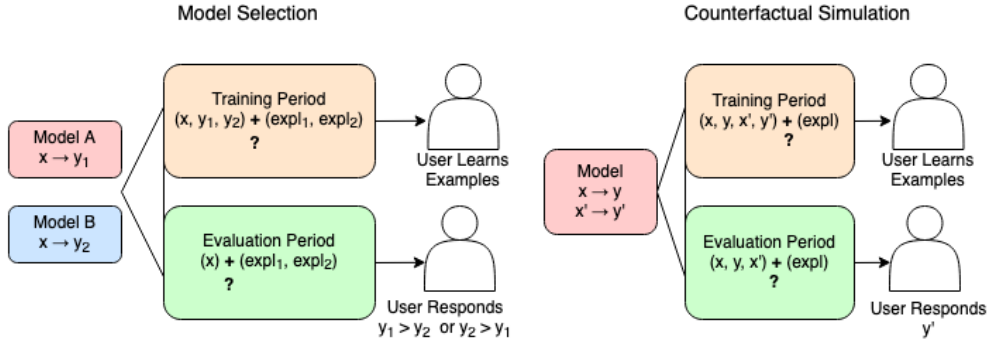 Model Selection
Model A
x → y₁
Model B
x → y₂
Training Period
(x, y₁, y₂) + (expl₁, expl₂)
?
User Learns
Examples
Evaluation Period
(x) + (expl₁, expl₂)
?
User Responds
y₁ > y₂ or y₂ > y₁
Counterfactual Simulation
Model
x → y
x' → y'
Training Period
(x, y, x', y') + (expl)
?
User Learns
Examples
Evaluation Period
(x, y, x') + (expl)
?
User Responds
y'